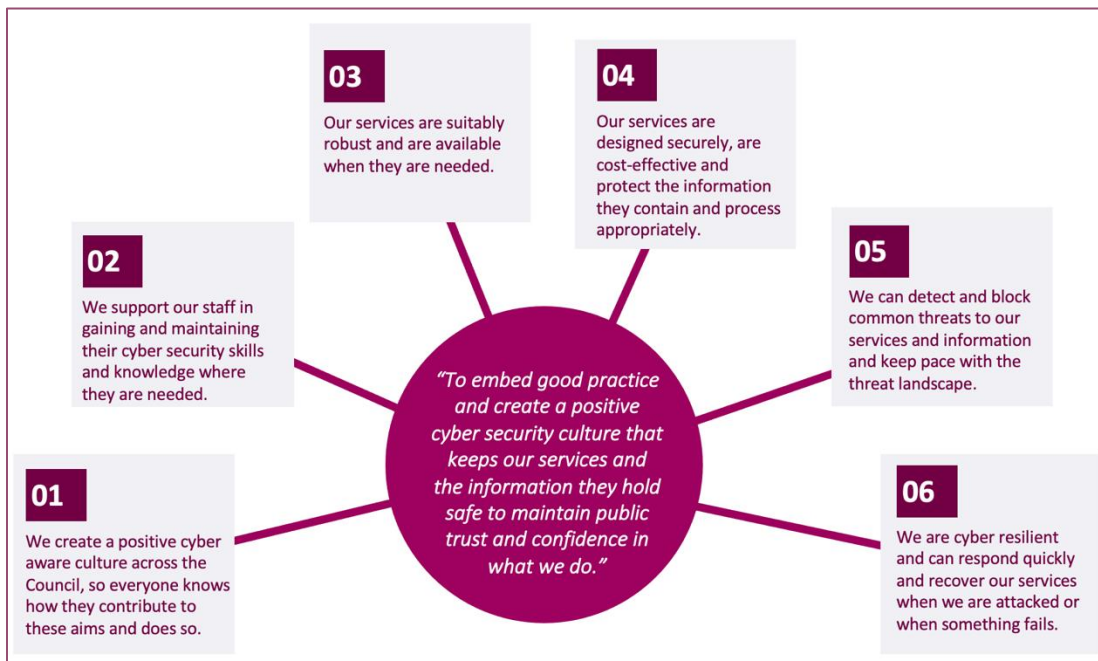 01
We create a positive cyber
aware culture across the
Council, so everyone knows
how they contribute to
these aims and does so.
02
We support our staff in
gaining and maintaining
their cyber security skills
and knowledge where
they are needed.
03
Our services are suitably
robust and are available
when they are needed.
04
Our services are
designed securely, are
cost-effective and
protect the information
they contain and process
appropriately.
05
We can detect and block
common threats to our
services and information
and keep pace with the
threat landscape.
06
We are cyber resilient
and can respond quickly
and recover our services
when we are attacked or
when something fails.
“To embed good practice
and create a positive
cyber security culture that
keeps our services and
the information they hold
safe to maintain public
trust and confidence in
what we do.”